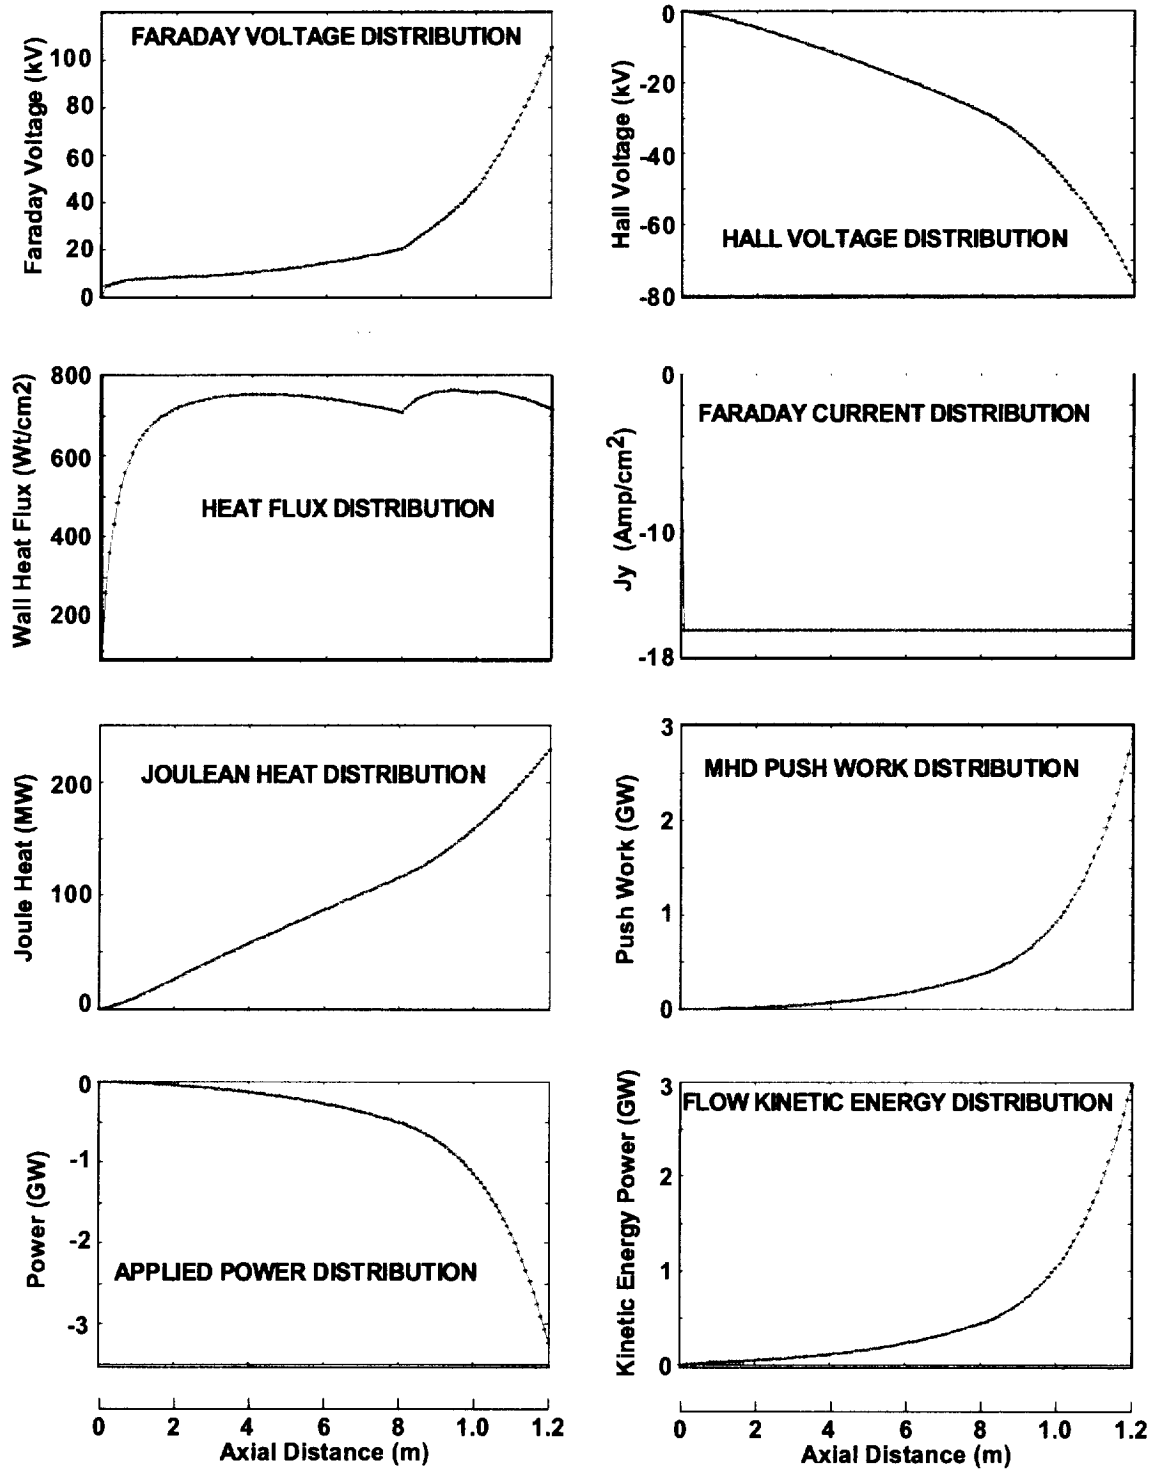 FARADAY VOLTAGE DISTRIBUTION
Faraday Voltage (kV)
100
80
60
40
20
0
HALL VOLTAGE DISTRIBUTION
Hall Voltage (kV)
0
-20
-40
-60
-80
HEAT FLUX DISTRIBUTION
Wall Heat Flux (Wt/cm2)
800
600
400
200
FARADAY CURRENT DISTRIBUTION
Jy (Amp/cm2)
0
-10
-18
JOULEAN HEAT DISTRIBUTION
Joule Heat (MW)
200
100
0
MHD PUSH WORK DISTRIBUTION
Push Work (GW)
3
2
1
0
APPLIED POWER DISTRIBUTION
Power (GW)
0
-1
-2
-3
FLOW KINETIC ENERGY DISTRIBUTION
Kinetic Energy Power (GW)
3
2
1
0
0 2 4 6 8 1.0 1.2
Axial Distance (m)
0 2 4 6 8 1.0 1.2
Axial Distance (m)